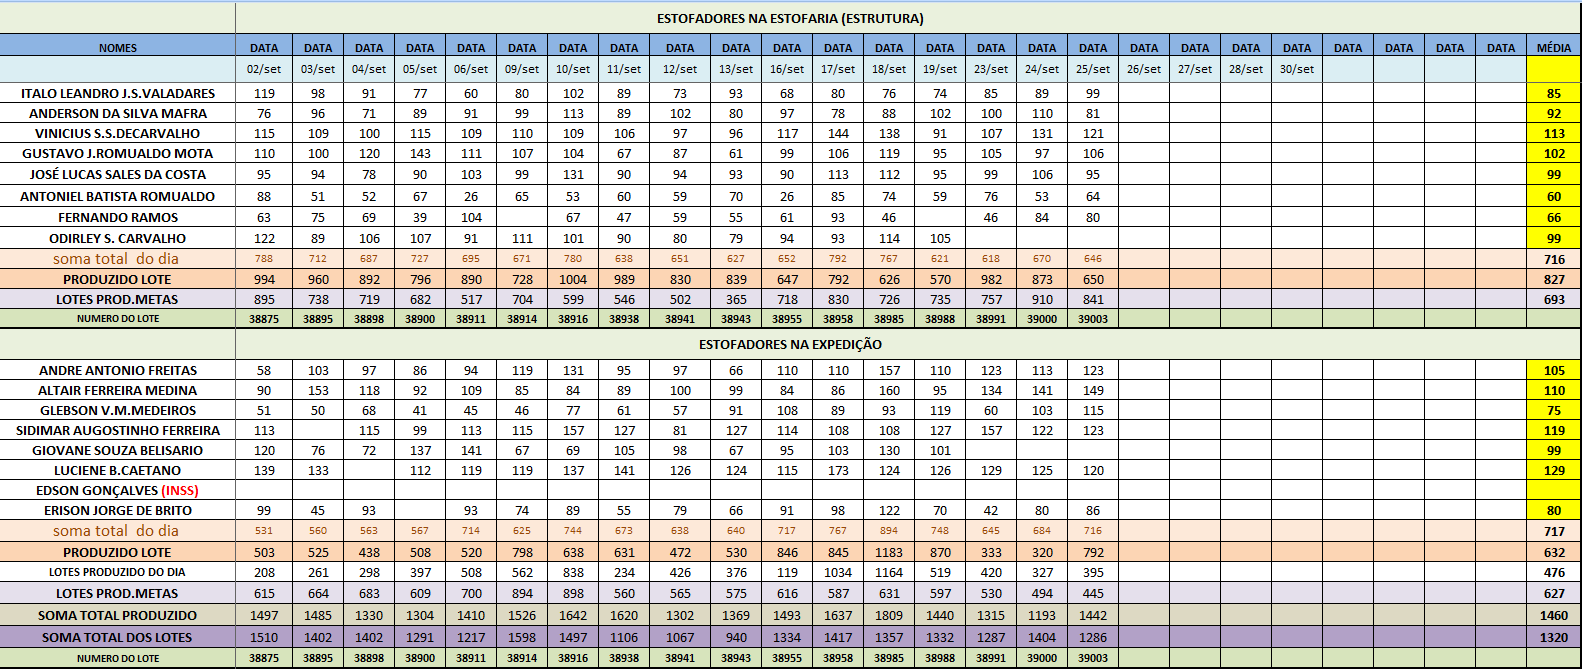 ESTOFADORES NA ESTOFARIA (ESTRUTURA)
NOMES DATA DATA DATA DATA DATA DATA DATA DATA DATA DATA DATA DATA DATA DATA DATA DATA DATA DATA DATA DATA DATA DATA DATA DATA DATA MÉDIA
02/set 03/set 04/set 05/set 06/set 09/set 10/set 11/set 12/set 13/set 16/set 17/set 18/set 19/set 23/set 24/set 25/set 26/set 27/set 28/set 30/set
ITALO LEANDRO J.S.VALADARES 119 98 91 77 60 80 102 89 73 93 68 80 76 74 85 89 99 85
ANDERSON DA SILVA MAFRA 76 96 71 89 91 99 113 89 102 80 97 78 88 102 100 110 81 92
VINICIUS S.S.DECARVALHO 115 109 100 115 109 110 109 106 97 96 117 144 138 91 107 131 121 113
GUSTAVO J.ROMUALDO MOTA 110 100 120 143 111 107 104 67 87 61 99 106 119 95 105 97 106 102
JOSÉ LUCAS SALES DA COSTA 95 94 78 90 103 99 131 90 94 93 90 113 112 95 99 106 95 99
ANTONIEL BATISTA ROMUALDO 88 51 52 67 26 65 53 60 59 70 26 85 74 59 76 53 64 60
FERNANDO RAMOS 63 75 69 39 104 67 47 59 55 61 93 46 46 84 80 66
ODIRLEY S. CARVALHO 122 89 106 107 91 111 101 90 80 79 94 93 114 105 99
soma total do dia 788 712 687 727 695 671 780 638 651 627 652 792 767 621 618 670 646 716
PRODUZIDO LOTE 994 960 892 796 890 728 1004 989 830 839 647 792 626 570 982 873 650 827
LOTES PROD.METAS 895 738 719 682 517 704 599 546 502 365 718 830 726 735 757 910 841 693
NUMERO DO LOTE 38875 38895 38898 38900 38911 38914 38916 38938 38941 38943 38955 38958 38985 38988 38991 39000 39003
ESTOFADORES NA EXPEDIÇÃO
ANDRE ANTONIO FREITAS 58 103 97 86 94 119 131 95 97 66 110 110 157 110 123 113 123 105
ALTAIR FERREIRA MEDINA 90 153 118 92 109 85 84 89 100 99 84 86 160 95 134 141 149 110
GLEBSON V.M.MEDEIROS 51 50 68 41 45 46 77 61 57 91 108 89 93 119 60 103 115 75
SIDIMAR AUGOSTINHO FERREIRA 113 115 99 113 115 157 127 81 127 114 108 108 127 157 122 123 119
GIOVANE SOUZA BELISARIO 120 76 72 137 141 67 69 105 98 67 95 103 130 101 99
LUCIENE B.CAETANO 139 133 112 119 119 137 141 126 124 115 173 124 126 129 125 120 129
EDSON GONÇALVES (INSS)
ERISON JORGE DE BRITO 99 45 93 93 74 89 55 79 66 91 98 122 70 42 80 86 80
soma total do dia 531 560 563 567 714 625 744 673 638 640 717 767 894 748 645 684 716 717
PRODUZIDO LOTE 503 525 438 508 520 798 638 631 472 530 846 845 1183 870 333 320 792 632
LOTES PRODUZIDO DO DIA 208 261 298 397 508 562 838 234 426 376 119 1034 1164 519 420 327 395 476
LOTES PROD.METAS 615 664 683 609 700 894 898 560 565 575 616 587 631 597 530 494 445 627
SOMA TOTAL PRODUZIDO 1497 1485 1330 1304 1410 1526 1642 1620 1302 1369 1493 1637 1809 1440 1315 1193 1442 1460
SOMA TOTAL DOS LOTES 1510 1402 1402 1291 1217 1598 1497 1106 1067 940 1334 1417 1357 1332 1287 1404 1286 1320
NUMERO DO LOTE 38875 38895 38898 38900 38911 38914 38916 38938 38941 38943 38955 38958 38985 38988 38991 39000 39003